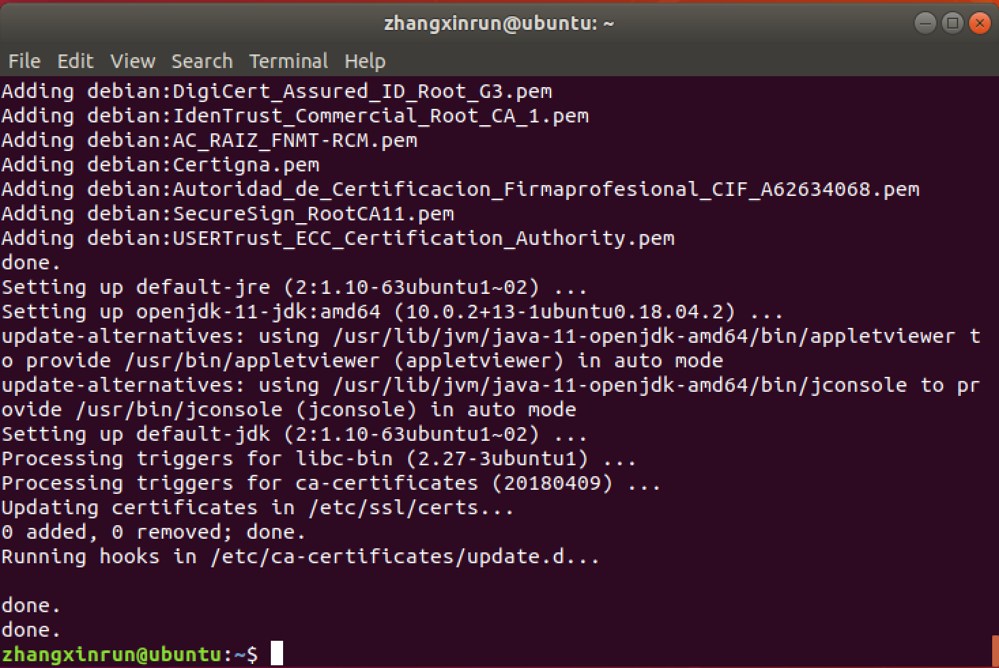 zhangxinrun@ubuntu: ~
File Edit View Search Terminal Help
Adding debian:DigiCert_Assured_ID_Root_G3.pem
Adding debian:IdenTrust_Commercial_Root_CA_1.pem
Adding debian:AC_RAIZ_FNMT-RCM.pem
Adding debian:Certigna.pem
Adding debian:Autoridad_de_Certificacion_Firmaprofesional_CIF_A62634068.pem
Adding debian:SecureSign_RootCA11.pem
Adding debian:USERTrust_ECC_Certification_Authority.pem
done.
Setting up default-jre (2:1.10-63ubuntu1~02) ...
Setting up openjdk-11-jdk:amd64 (10.0.2+13-1ubuntu0.18.04.2) ...
update-alternatives: using /usr/lib/jvm/java-11-openjdk-amd64/bin/appletviewer t
o provide /usr/bin/appletviewer (appletviewer) in auto mode
update-alternatives: using /usr/lib/jvm/java-11-openjdk-amd64/bin/jconsole to pr
ovide /usr/bin/jconsole (jconsole) in auto mode
Setting up default-jdk (2:1.10-63ubuntu1~02) ...
Processing triggers for libc-bin (2.27-3ubuntu1) ...
Processing triggers for ca-certificates (20180409) ...
Updating certificates in /etc/ssl/certs...
0 added, 0 removed; done.
Running hooks in /etc/ca-certificates/update.d...
done.
done.
zhangxinrun@ubuntu:~$